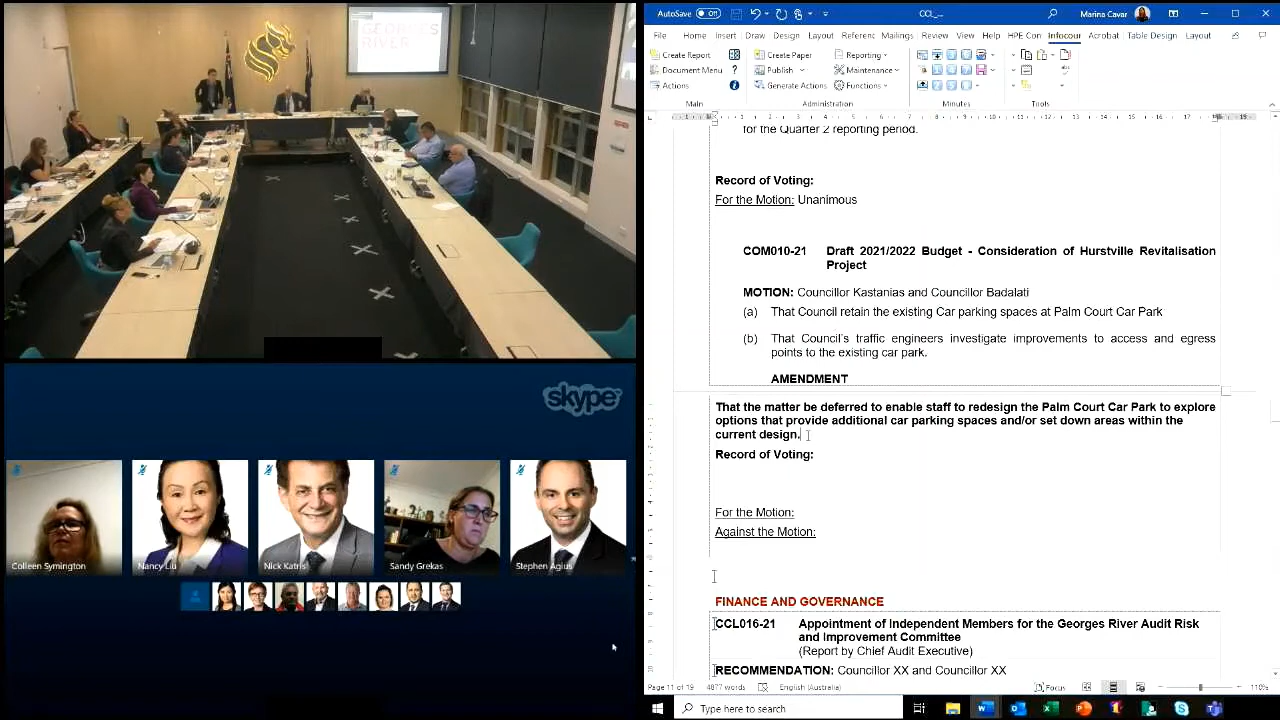 GEORGES
RIVER
skype
Colleen Symington
Nancy Liu
Nick Katris
Sandy Grekas
Stephen Agius
AutoSave Off
CCL_...
Marina Cavar
File Home Insert Draw Design Layout References Mailings Review View HPE Con Infocou Acrobat Table Design Layout
Create Report
Document Menu
Actions
Main
Create Paper
Publish
Generate Actions
Reporting
Maintenance
Functions
Administration
Minutes
Tools
for the Quarter 2 reporting period.
Record of Voting:
For the Motion: Unanimous
COM010-21 Draft 2021/2022 Budget - Consideration of Hurstville Revitalisation
Project
MOTION: Councillor Kastanias and Councillor Badalati
(a) That Council retain the existing Car parking spaces at Palm Court Car Park
(b) That Council's traffic engineers investigate improvements to access and egress
points to the existing car park.
AMENDMENT
That the matter be deferred to enable staff to redesign the Palm Court Car Park to explore
options that provide additional car parking spaces and/or set down areas within the
current design.
Record of Voting:
For the Motion:
Against the Motion:
FINANCE AND GOVERNANCE
CCL016-21 Appointment of Independent Members for the Georges River Audit Risk
and Improvement Committee
(Report by Chief Audit Executive)
RECOMMENDATION: Councillor XX and Councillor XX
Page 11 of 19 4877 words English (Australia) Focus 110%
Type here to search